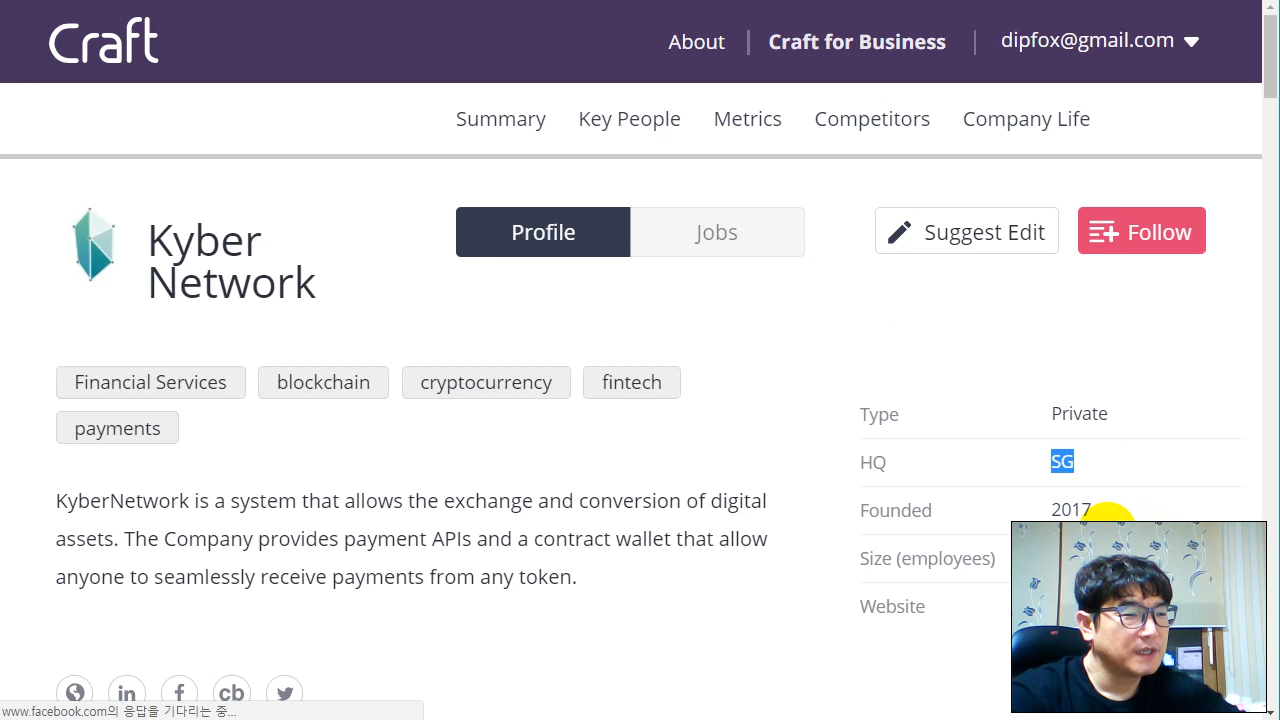 Craft
About
Craft for Business
dipfox@gmail.com
Summary
Key People
Metrics
Competitors
Company Life
Kyber
Network
Profile
Jobs
Suggest Edit
Follow
Financial Services
blockchain
cryptocurrency
fintech
payments
Type Private
HQ SG
Founded 2017
Size (employees)
Website
KyberNetwork is a system that allows the exchange and conversion of digital
assets. The Company provides payment APIs and a contract wallet that allow
anyone to seamlessly receive payments from any token.
in
f
cb
www.facebook.com의 응답을 기다리는 중...